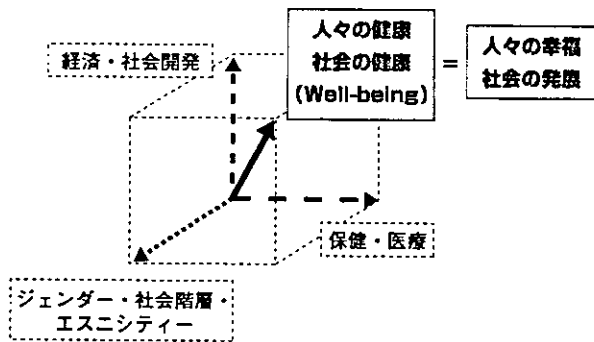 人々の健康
社会の健康
(Well-being)
=
人々の幸福
社会の発展
経済・社会開発
保健・医療
ジェンダー・社会階層・
エスニシティー